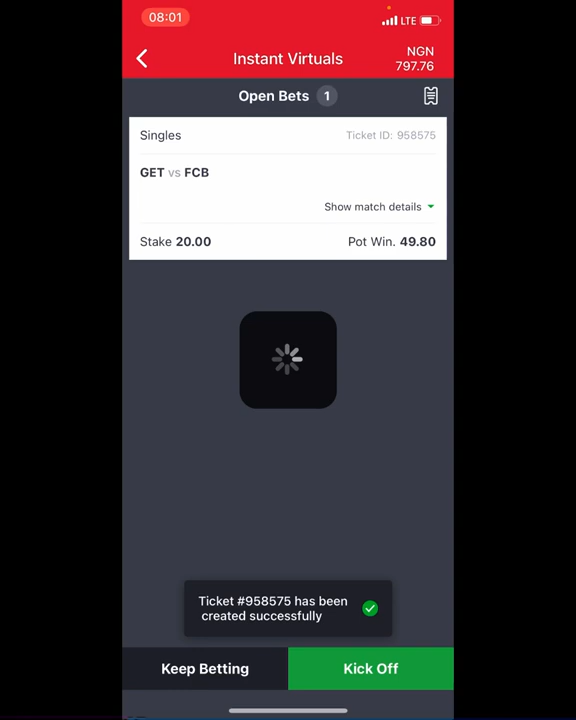 08:01
LTE
Instant Virtuals
NGN
797.76
Open Bets 1
Singles
Ticket ID: 958575
GET vs FCB
Show match details
Stake 20.00
Pot Win. 49.80
Ticket #958575 has been
created successfully
Keep Betting
Kick Off